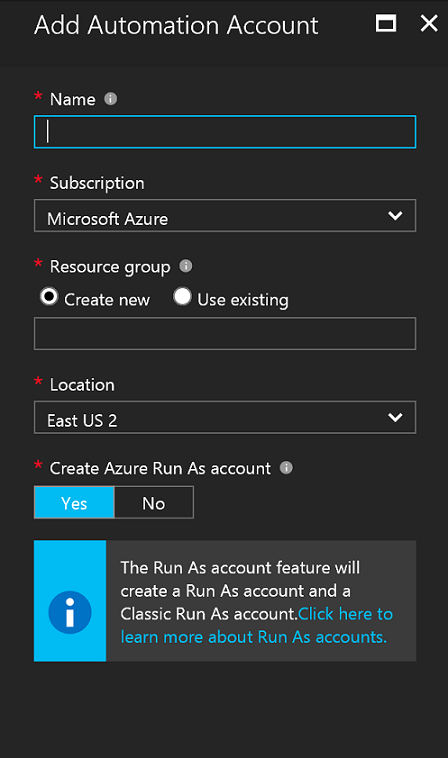 Add Automation Account
* Name
* Subscription
Microsoft Azure
* Resource group
Create new Use existing
* Location
East US 2
* Create Azure Run As account
Yes No
The Run As account feature will
create a Run As account and a
Classic Run As account.Click here to
learn more about Run As accounts.